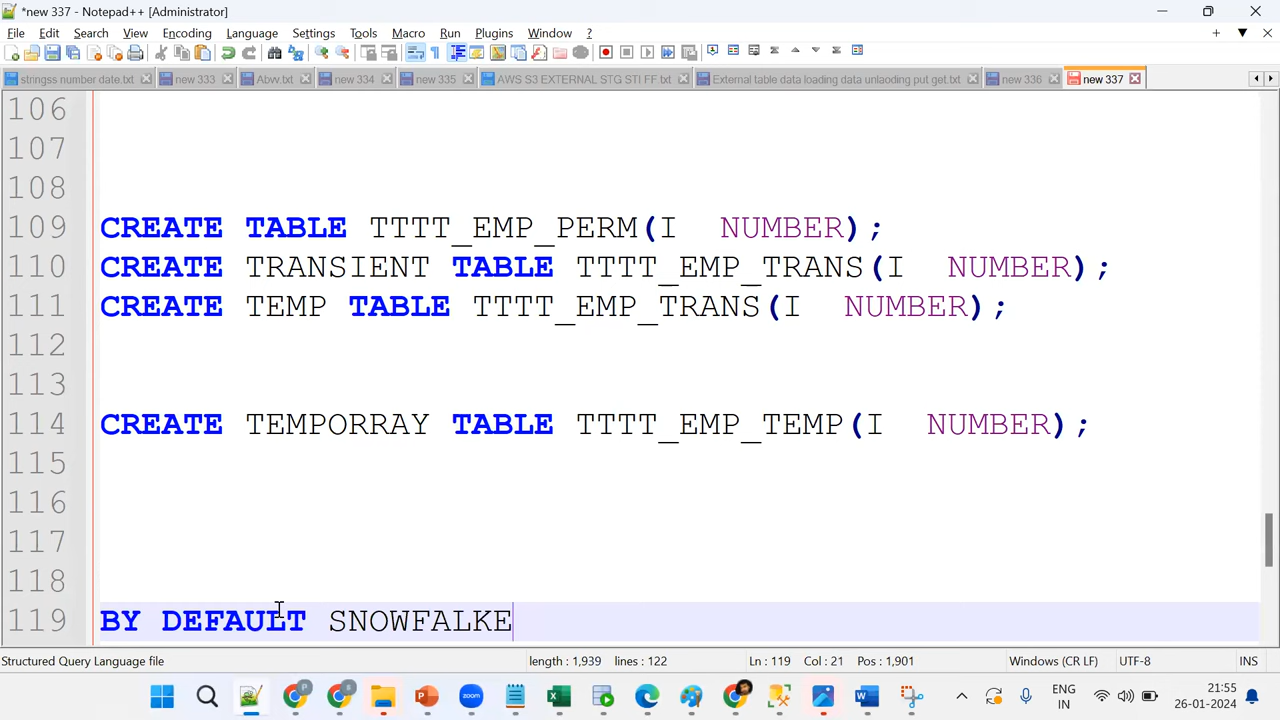 *new 337 - Notepad++ [Administrator]
File Edit Search View Encoding Language Settings Tools Macro Run Plugins Window ?
stringss number date.txt new 333 Abvv.txt new 334 new 335 AWS S3 EXTERNAL STG STI FF txt External table data loading data unlaoding put get.txt new 336 new 337
106
107
108
109 CREATE TABLE TTTT_EMP_PERM(I NUMBER);
110 CREATE TRANSIENT TABLE TTTT_EMP_TRANS(I NUMBER);
111 CREATE TEMP TABLE TTTT_EMP_TRANS(I NUMBER);
112
113
114 CREATE TEMPORRAY TABLE TTTT_EMP_TEMP(I NUMBER);
115
116
117
118
119 BY DEFAULT SNOWFALKE
Structured Query Language file length : 1,939 lines : 122 Ln : 119 Col : 21 Pos : 1,901 Windows (CR LF) UTF-8 INS
zoom ENG 21:55
IN 26-01-2024